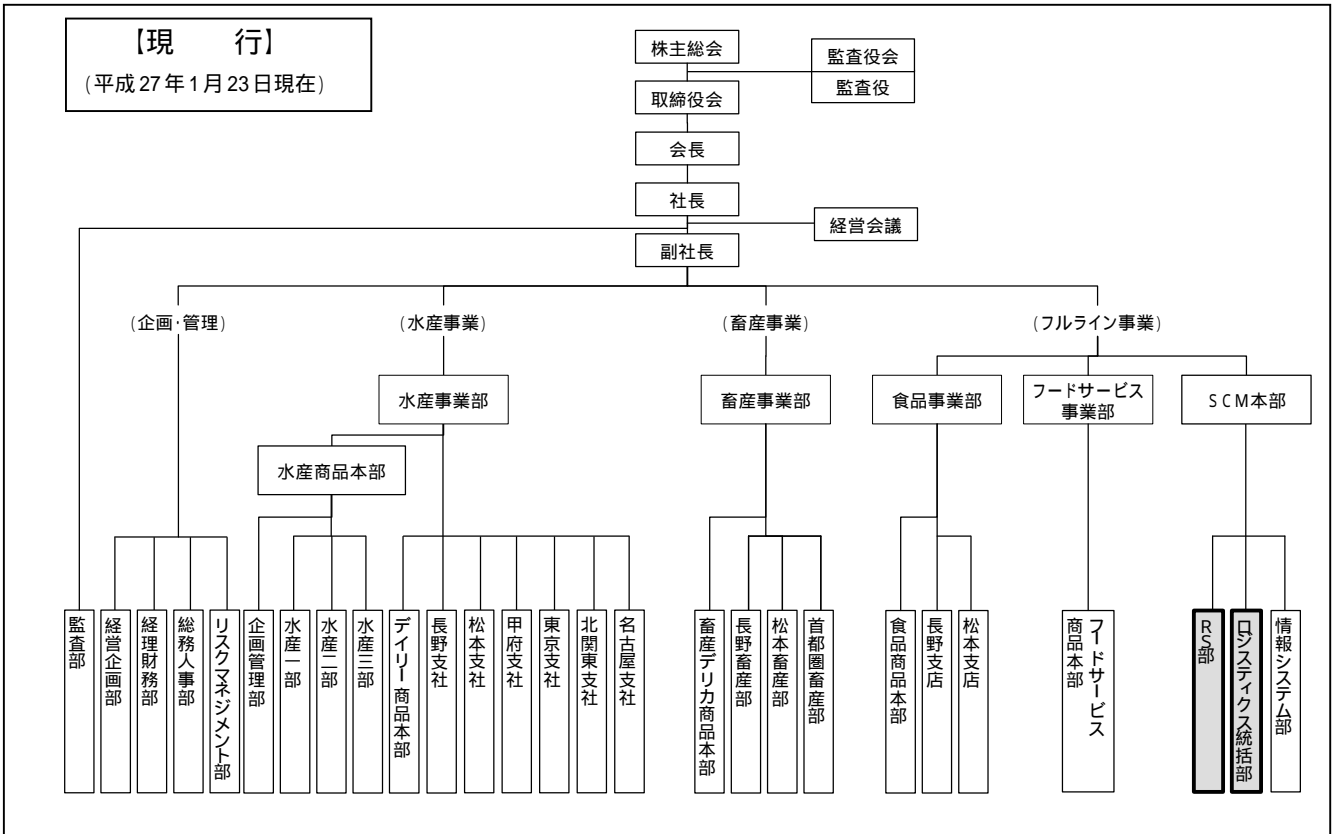 【現　　行】
(平成27年1月23日現在)
株主総会
監査役会
監査役
取締役会
会長
社長
経営会議
副社長
(企画・管理)
(水産事業)
(畜産事業)
(フルライン事業)
水産事業部
畜産事業部
食品事業部
フードサービス
事業部
SCM本部
水産商品本部
監査部
経営企画部
経理財務部
総務人事部
リスクマネジメント部
企画管理部
水産一部
水産二部
水産三部
デイリー商品本部
長野支社
松本支社
甲府支社
東京支社
北関東支社
名古屋支社
畜産デリカ商品本部
長野畜産部
松本畜産部
首都圏畜産部
食品商品本部
長野支店
松本支店
フードサービス
商品本部
RS部
ロジスティクス統括部
情報システム部